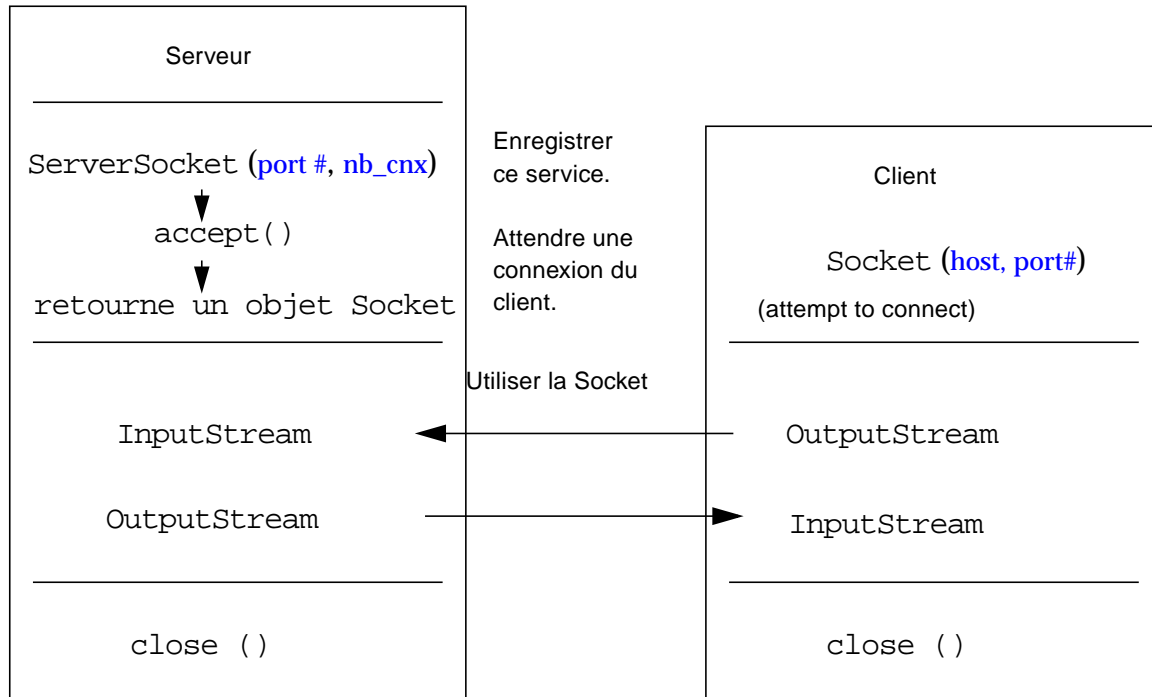 Serveur
ServerSocket (port #, nb_cnx)
accept()
retourne un objet Socket
Enregistrer
ce service.
Attendre une
connexion du
client.
Client
Socket (host, port#)
(attempt to connect)
Utiliser la Socket
InputStream
OutputStream
OutputStream
InputStream
close ()
close ()